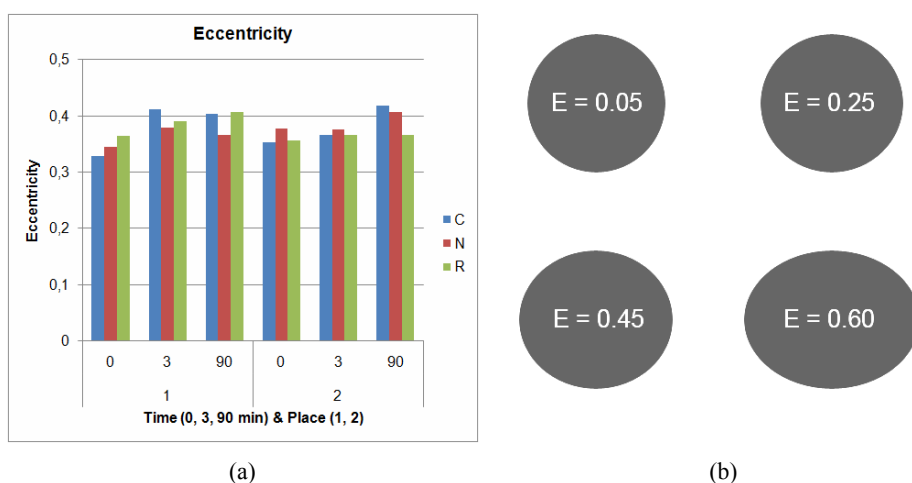 Eccentricity
0,5
0,4
0,3
0,2
0,1
0
Eccentricity
0 3 90 0 3 90
1 2
Time (0, 3, 90 min) & Place (1, 2)
C
N
R
(a)
E = 0.05
E = 0.25
E = 0.45
E = 0.60
(b)